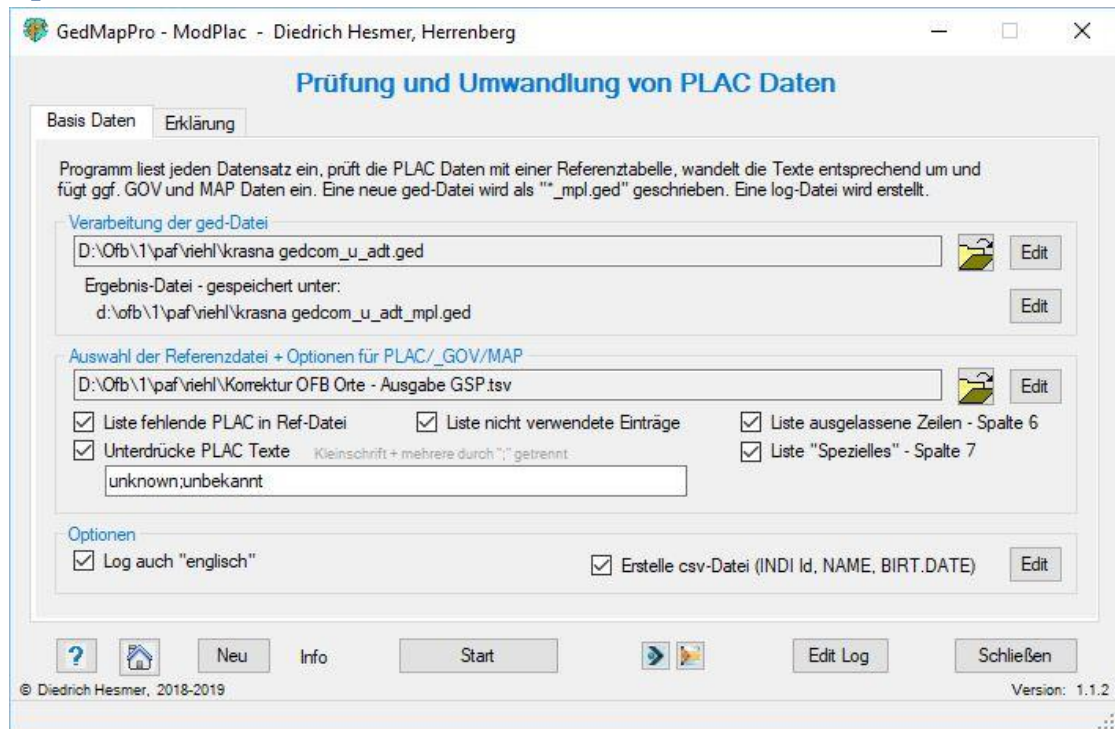 GedMapPro - ModPlac - Diedrich Hesmer, Herrenberg
Prüfung und Umwandlung von PLAC Daten
Basis Daten Erklärung
Programm liest jeden Datensatz ein, prüft die PLAC Daten mit einer Referenztabelle, wandelt die Texte entsprechend um und
fügt ggf. GOV und MAP Daten ein. Eine neue ged-Datei wird als "*_mpl.ged" geschrieben. Eine log-Datei wird erstellt.
Verarbeitung der ged-Datei
D:\Ofb\1\paf\riehl\krasna gedcom_u_adt.ged Edit
Ergebnis-Datei - gespeichert unter:
d:\ofb\1\paf\riehl\krasna gedcom_u_adt_mpl.ged Edit
Auswahl der Referenzdatei + Optionen für PLAC/_GOV/MAP
D:\Ofb\1\paf\riehl\Korrektur OFB Orte - Ausgabe GSP.tsv Edit
Liste fehlende PLAC in Ref-Datei Liste nicht verwendete Einträge Liste ausgelassene Zeilen - Spalte 6
Unterdrücke PLAC Texte Kleinschrift + mehrere durch ";" getrennt Liste "Spezielles" - Spalte 7
unknown;unbekannt
Optionen
Log auch "englisch" Erstelle csv-Datei (INDI Id, NAME, BIRT.DATE) Edit
? Neu Info Start Edit Log Schließen
© Diedrich Hesmer, 2018-2019 Version: 1.1.2